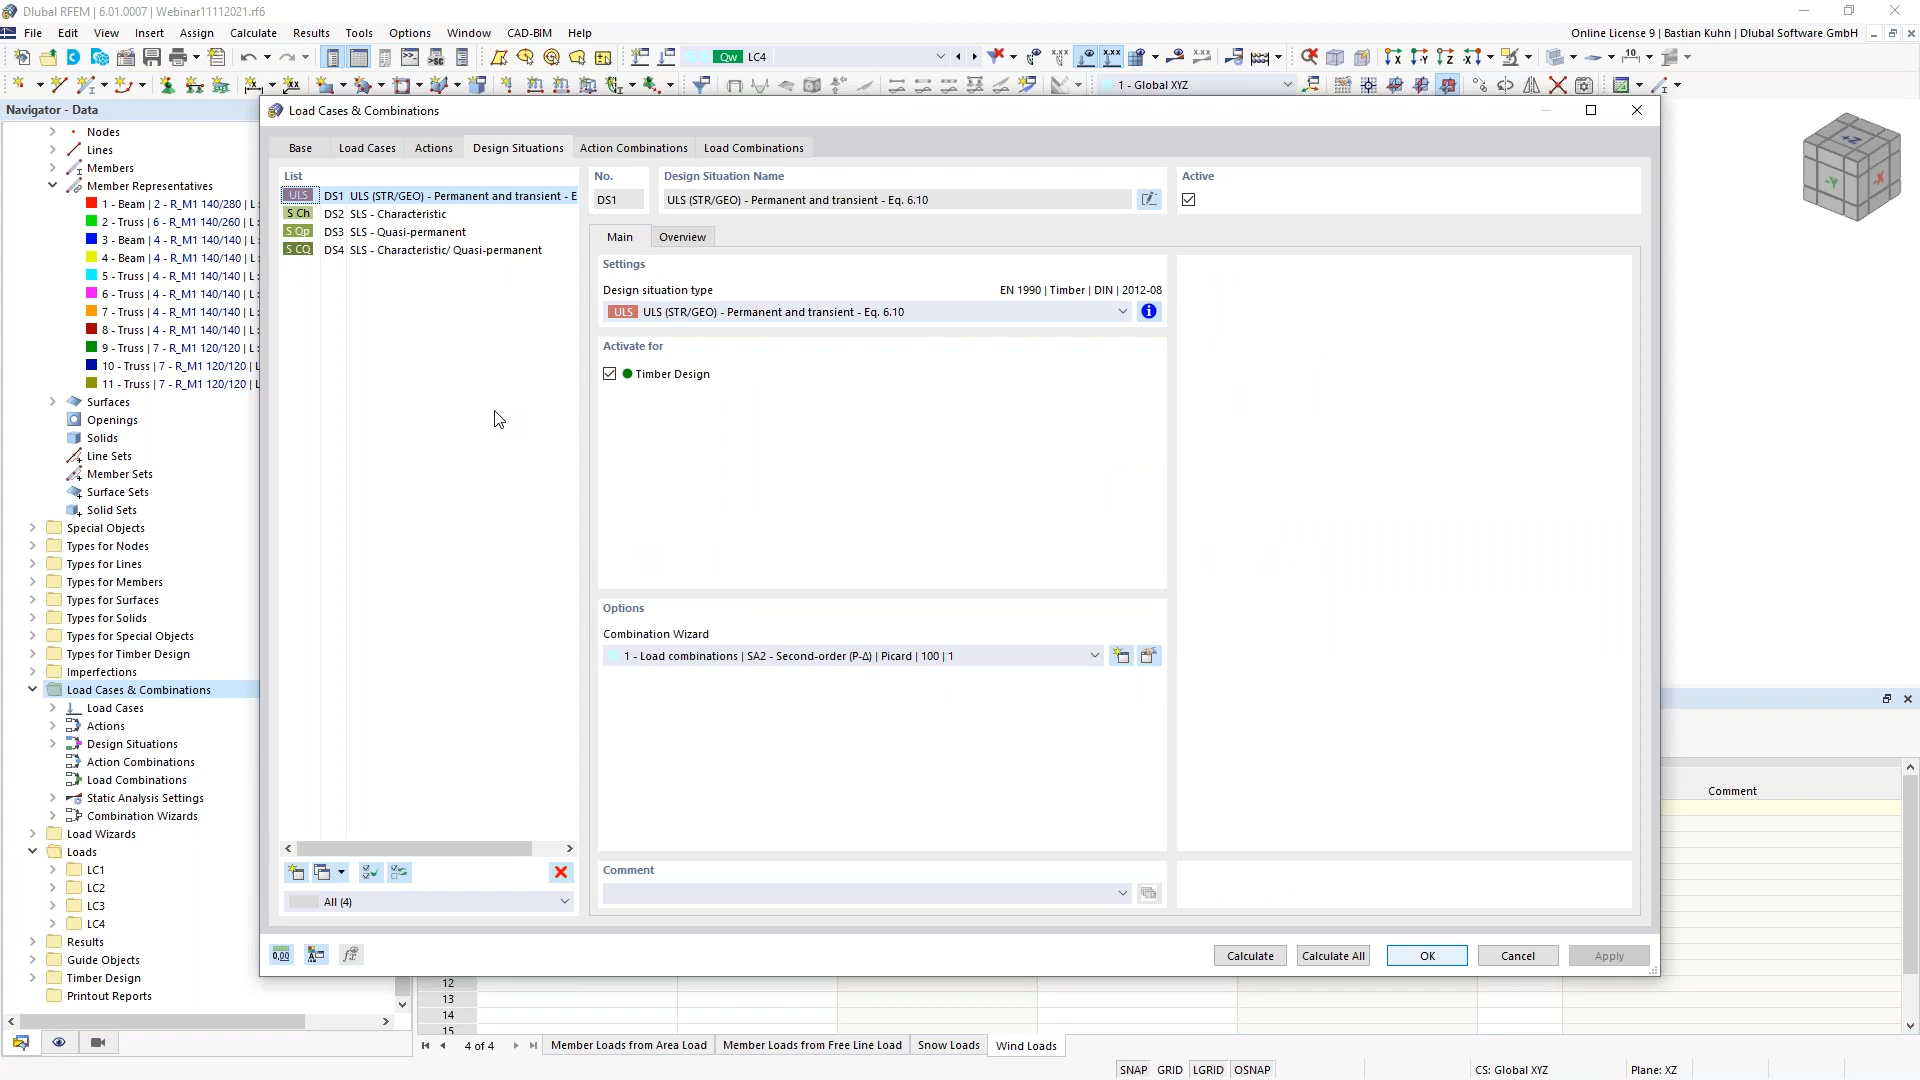 Dlubal RFEM | 6.01.0007 | Webinar11112021.rf6
File Edit View Insert Assign Calculate Results Tools Options Window CAD-BIM Help
Online License 9 | Bastian Kuhn | Dlubal Software GmbH
Qw LC4
1 - Global XYZ
Navigator - Data
Nodes
Lines
Members
Member Representatives
1 - Beam | 2 - R_M1 140/280 | L
2 - Truss | 6 - R_M1 140/260 | L
3 - Beam | 4 - R_M1 140/140 | L
4 - Beam | 4 - R_M1 140/140 | L
5 - Truss | 4 - R_M1 140/140 | L
6 - Truss | 4 - R_M1 140/140 | L
7 - Truss | 4 - R_M1 140/140 | L
8 - Truss | 4 - R_M1 140/140 | L
9 - Truss | 7 - R_M1 120/120 | L
10 - Truss | 7 - R_M1 120/120 | L
11 - Truss | 7 - R_M1 120/120 | L
Surfaces
Openings
Solids
Line Sets
Member Sets
Surface Sets
Solid Sets
Special Objects
Types for Nodes
Types for Lines
Types for Members
Types for Surfaces
Types for Solids
Types for Special Objects
Types for Timber Design
Imperfections
Load Cases & Combinations
Load Cases
Actions
Design Situations
Action Combinations
Load Combinations
Static Analysis Settings
Combination Wizards
Load Wizards
Loads
LC1
LC2
LC3
LC4
Results
Guide Objects
Timber Design
Printout Reports
Load Cases & Combinations
Base Load Cases Actions Design Situations Action Combinations Load Combinations
List
ULS DS1 ULS (STR/GEO) - Permanent and transient - E
S Ch DS2 SLS - Characteristic
S Qp DS3 SLS - Quasi-permanent
S CQ DS4 SLS - Characteristic/ Quasi-permanent
All (4)
No.
DS1
Design Situation Name
ULS (STR/GEO) - Permanent and transient - Eq. 6.10
Active
Main Overview
Settings
Design situation type EN 1990 | Timber | DIN | 2012-08
ULS ULS (STR/GEO) - Permanent and transient - Eq. 6.10
Activate for
Timber Design
Options
Combination Wizard
1 - Load combinations | SA2 - Second-order (P-Δ) | Picard | 100 | 1
Comment
0,00
Calculate Calculate All OK Cancel Apply
Comment
12
13
14
15
4 of 4 Member Loads from Area Load Member Loads from Free Line Load Snow Loads Wind Loads
SNAP GRID LGRID OSNAP CS: Global XYZ Plane: XZ
+Z
-Y
-X